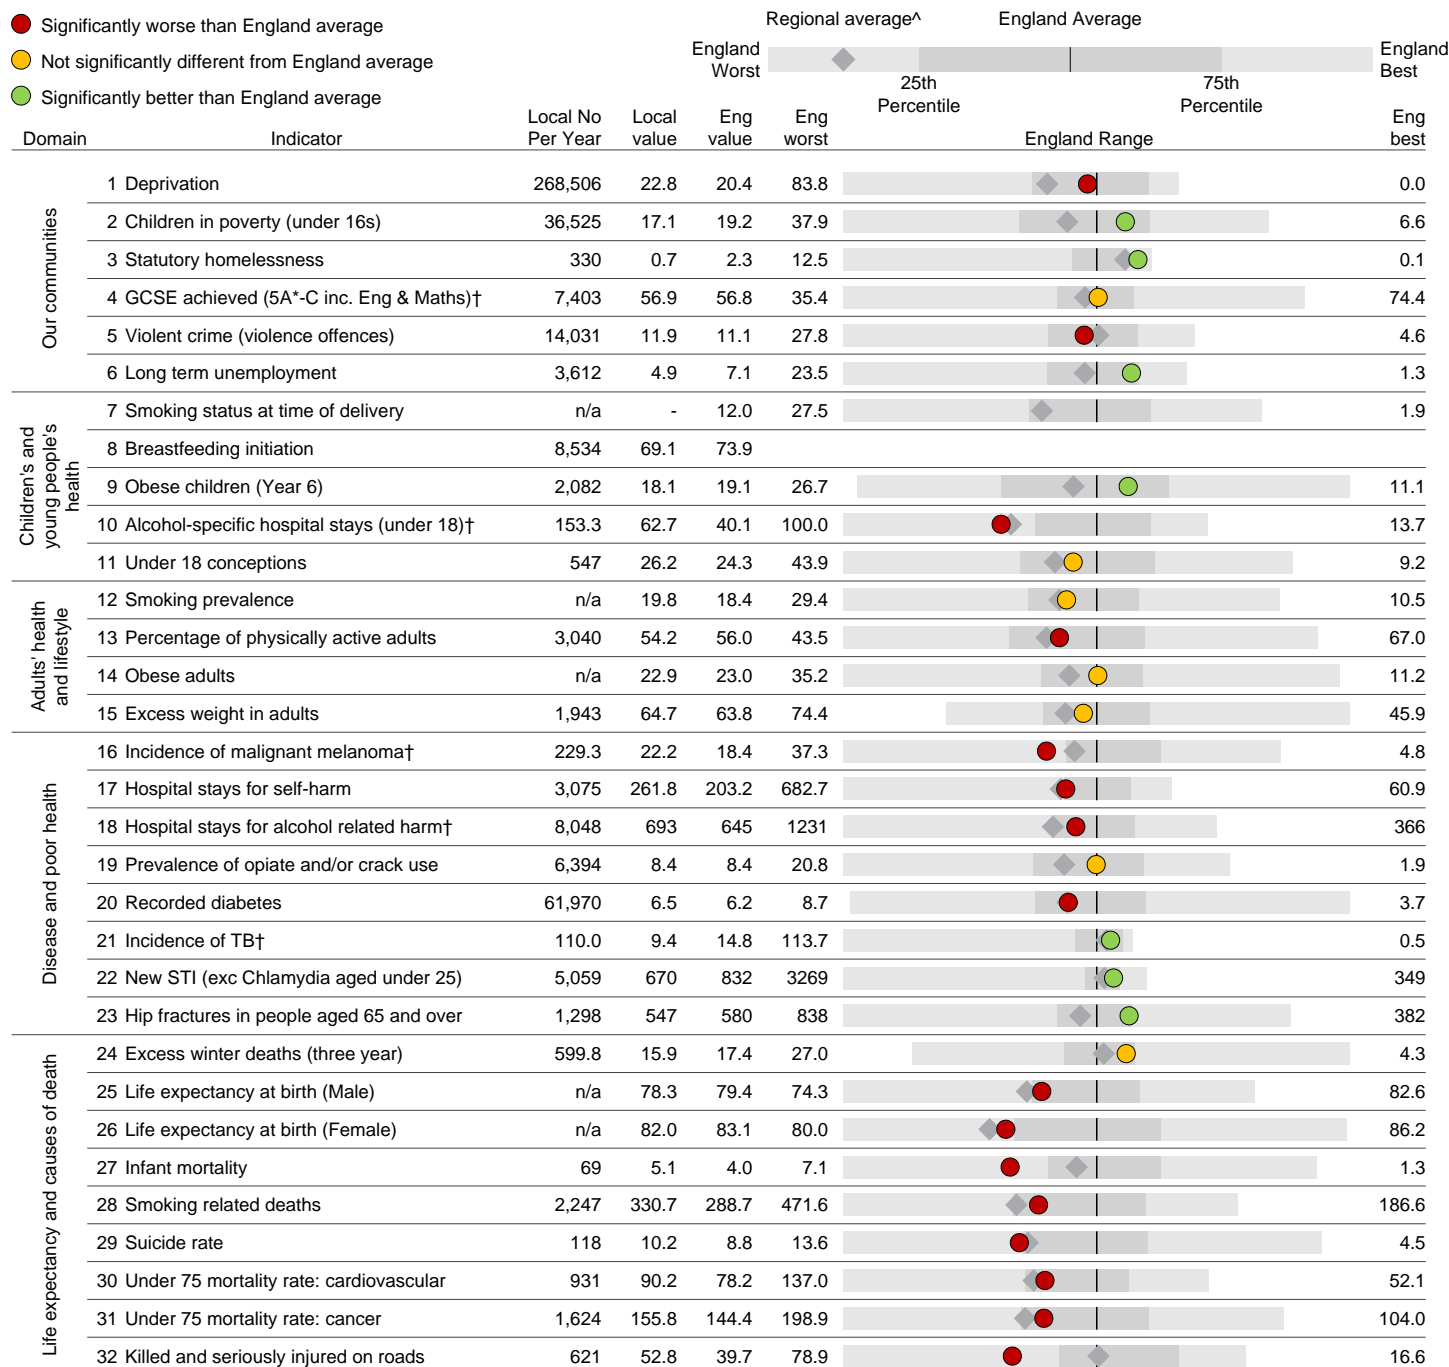 Significantly worse than England average
Not significantly different from England average
Significantly better than England average
Regional average^ England Average
England Worst England Best
25th Percentile 75th Percentile
Domain Indicator Local No Per Year Local value Eng value Eng worst England Range Eng best
Our communities
1 Deprivation 268,506 22.8 20.4 83.8 0.0
2 Children in poverty (under 16s) 36,525 17.1 19.2 37.9 6.6
3 Statutory homelessness 330 0.7 2.3 12.5 0.1
4 GCSE achieved (5A*-C inc. Eng & Maths)† 7,403 56.9 56.8 35.4 74.4
5 Violent crime (violence offences) 14,031 11.9 11.1 27.8 4.6
6 Long term unemployment 3,612 4.9 7.1 23.5 1.3
Children's and young people's health
7 Smoking status at time of delivery n/a - 12.0 27.5 1.9
8 Breastfeeding initiation 8,534 69.1 73.9
9 Obese children (Year 6) 2,082 18.1 19.1 26.7 11.1
10 Alcohol-specific hospital stays (under 18)† 153.3 62.7 40.1 100.0 13.7
11 Under 18 conceptions 547 26.2 24.3 43.9 9.2
Adults' health and lifestyle
12 Smoking prevalence n/a 19.8 18.4 29.4 10.5
13 Percentage of physically active adults 3,040 54.2 56.0 43.5 67.0
14 Obese adults n/a 22.9 23.0 35.2 11.2
15 Excess weight in adults 1,943 64.7 63.8 74.4 45.9
Disease and poor health
16 Incidence of malignant melanoma† 229.3 22.2 18.4 37.3 4.8
17 Hospital stays for self-harm 3,075 261.8 203.2 682.7 60.9
18 Hospital stays for alcohol related harm† 8,048 693 645 1231 366
19 Prevalence of opiate and/or crack use 6,394 8.4 8.4 20.8 1.9
20 Recorded diabetes 61,970 6.5 6.2 8.7 3.7
21 Incidence of TB† 110.0 9.4 14.8 113.7 0.5
22 New STI (exc Chlamydia aged under 25) 5,059 670 832 3269 349
23 Hip fractures in people aged 65 and over 1,298 547 580 838 382
Life expectancy and causes of death
24 Excess winter deaths (three year) 599.8 15.9 17.4 27.0 4.3
25 Life expectancy at birth (Male) n/a 78.3 79.4 74.3 82.6
26 Life expectancy at birth (Female) n/a 82.0 83.1 80.0 86.2
27 Infant mortality 69 5.1 4.0 7.1 1.3
28 Smoking related deaths 2,247 330.7 288.7 471.6 186.6
29 Suicide rate 118 10.2 8.8 13.6 4.5
30 Under 75 mortality rate: cardiovascular 931 90.2 78.2 137.0 52.1
31 Under 75 mortality rate: cancer 1,624 155.8 144.4 198.9 104.0
32 Killed and seriously injured on roads 621 52.8 39.7 78.9 16.6